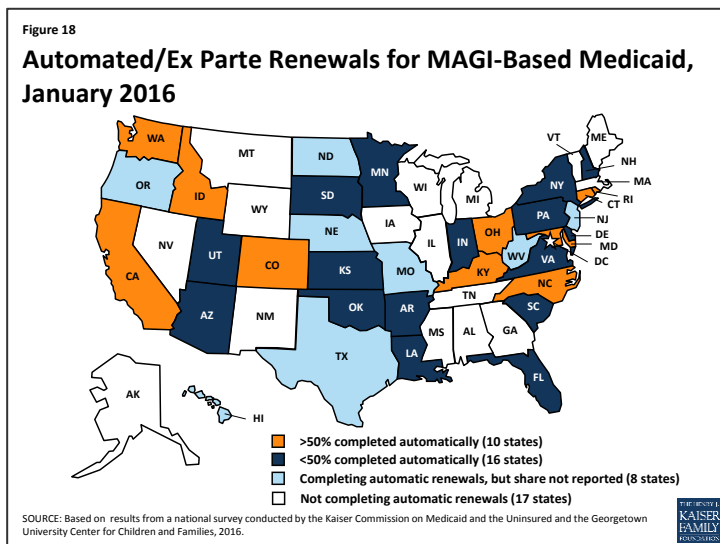 Figure 18
Automated/Ex Parte Renewals for MAGI-Based Medicaid,
January 2016
WA
MT
ND
MN
VT
ME
OR
ID
SD
WI
MI
NY
NH
MA
WY
RI
CT
NV
NE
IA
PA
NJ
UT
IL
IN
OH
DE
MD
CA
CO
KS
MO
WV
VA
DC
KY
NC
AZ
NM
OK
AR
TN
SC
TX
MS
AL
GA
LA
FL
AK
HI
>50% completed automatically (10 states)
<50% completed automatically (16 states)
Completing automatic renewals, but share not reported (8 states)
Not completing automatic renewals (17 states)
SOURCE: Based on results from a national survey conducted by the Kaiser Commission on Medicaid and the Uninsured and the Georgetown
University Center for Children and Families, 2016.
THE HENRY J.
KAISER
FAMILY
FOUNDATION